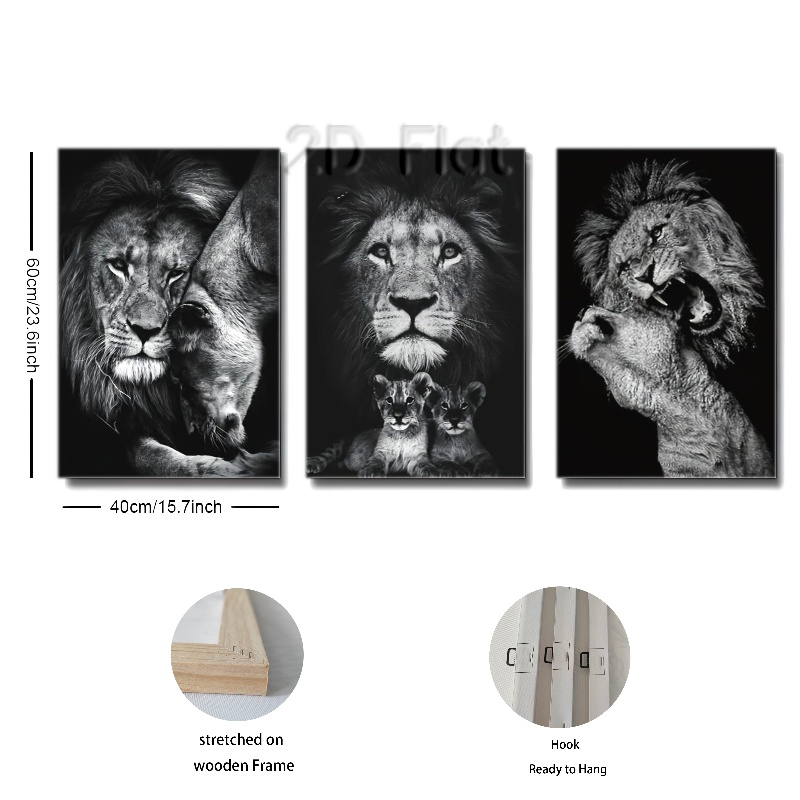 2D Flat
60cm/23.6inch
40cm/15.7inch
stretched on
wooden Frame
Hook
Ready to Hang